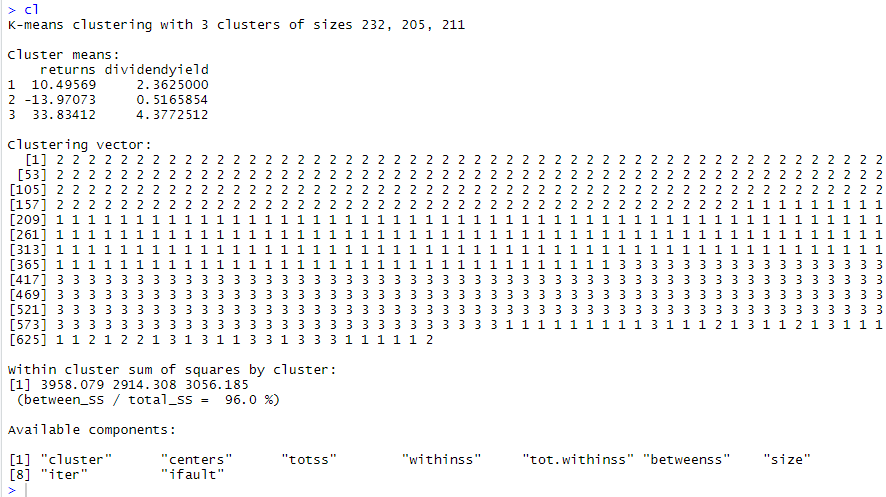 > cl
K-means clustering with 3 clusters of sizes 232, 205, 211
Cluster means:
returns dividendyield
1 10.49569 2.3625000
2 -13.97073 0.5165854
3 33.83412 4.3772512
Clustering vector:
[1] 2 2 2 2 2 2 2 2 2 2 2 2 2 2 2 2 2 2 2 2 2 2 2 2 2 2 2 2 2 2 2 2 2 2 2 2 2 2 2 2 2 2 2 2 2 2 2 2 2 2 2 2
[53] 2 2 2 2 2 2 2 2 2 2 2 2 2 2 2 2 2 2 2 2 2 2 2 2 2 2 2 2 2 2 2 2 2 2 2 2 2 2 2 2 2 2 2 2 2 2 2 2 2 2 2 2
[105] 2 2 2 2 2 2 2 2 2 2 2 2 2 2 2 2 2 2 2 2 2 2 2 2 2 2 2 2 2 2 2 2 2 2 2 2 2 2 2 2 2 2 2 2 2 2 2 2 2 2 2 2
[157] 2 2 2 2 2 2 2 2 2 2 2 2 2 2 2 2 2 2 2 2 2 2 2 2 2 2 2 2 2 2 2 2 2 2 2 2 2 2 2 2 2 2 2 1 1 1 1 1 1 1 1 1
[209] 1 1 1 1 1 1 1 1 1 1 1 1 1 1 1 1 1 1 1 1 1 1 1 1 1 1 1 1 1 1 1 1 1 1 1 1 1 1 1 1 1 1 1 1 1 1 1 1 1 1 1 1
[261] 1 1 1 1 1 1 1 1 1 1 1 1 1 1 1 1 1 1 1 1 1 1 1 1 1 1 1 1 1 1 1 1 1 1 1 1 1 1 1 1 1 1 1 1 1 1 1 1 1 1 1 1
[313] 1 1 1 1 1 1 1 1 1 1 1 1 1 1 1 1 1 1 1 1 1 1 1 1 1 1 1 1 1 1 1 1 1 1 1 1 1 1 1 1 1 1 1 1 1 1 1 1 1 1 1 1
[365] 1 1 1 1 1 1 1 1 1 1 1 1 1 1 1 1 1 1 1 1 1 1 1 1 1 1 1 1 1 1 1 1 1 1 1 3 3 3 3 3 3 3 3 3 3 3 3 3 3 3 3 3
[417] 3 3 3 3 3 3 3 3 3 3 3 3 3 3 3 3 3 3 3 3 3 3 3 3 3 3 3 3 3 3 3 3 3 3 3 3 3 3 3 3 3 3 3 3 3 3 3 3 3 3 3 3
[469] 3 3 3 3 3 3 3 3 3 3 3 3 3 3 3 3 3 3 3 3 3 3 3 3 3 3 3 3 3 3 3 3 3 3 3 3 3 3 3 3 3 3 3 3 3 3 3 3 3 3 3 3
[521] 3 3 3 3 3 3 3 3 3 3 3 3 3 3 3 3 3 3 3 3 3 3 3 3 3 3 3 3 3 3 3 3 3 3 3 3 3 3 3 3 3 3 3 3 3 3 3 3 3 3 3 3
[573] 3 3 3 3 3 3 3 3 3 3 3 3 3 3 3 3 3 3 3 3 3 3 3 3 3 3 3 3 1 1 1 1 1 1 1 1 1 3 1 1 1 2 1 3 1 1 2 1 3 1 1 1
[625] 1 1 2 1 2 2 1 3 1 3 1 1 3 3 1 3 3 3 1 1 1 1 1 2
Within cluster sum of squares by cluster:
[1] 3958.079 2914.308 3056.185
(between_SS / total_SS = 96.0 %)
Available components:
[1] "cluster" "centers" "totss" "withinss" "tot.withinss" "betweenss" "size"
[8] "iter" "ifault"
>